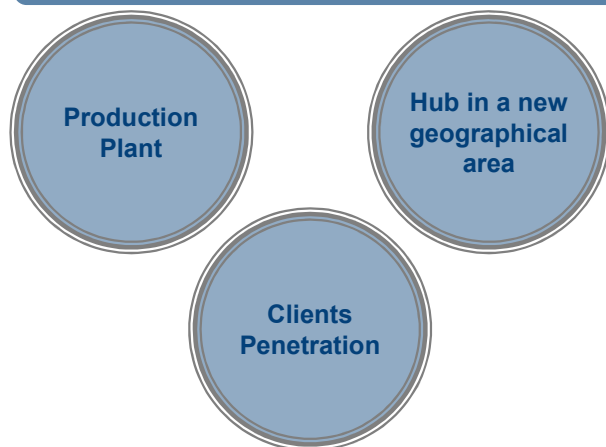 Production
Plant
Hub in a new
geographical
area
Clients
Penetration